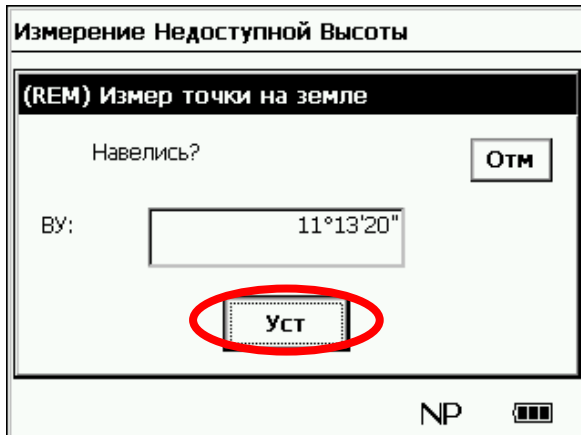 Измерение Недоступной Высоты
(REM) Измер точки на земле
Навелись?
Отм
ВУ:
11°13'20"
Уст
NP